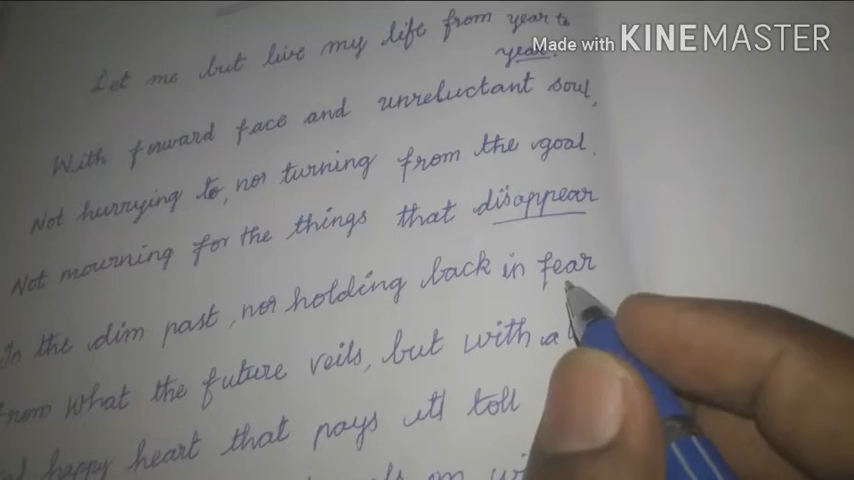 Let me but live my life from year to
year.
Made with KINEMASTER
With forward face and unreluctant soul,
Not hurrying to, nor turning from the goal.
Not mourning for the things that disappear
In the dim past, nor holding back in fear
From what the future veils, but with a
happy heart that pays its toll
on